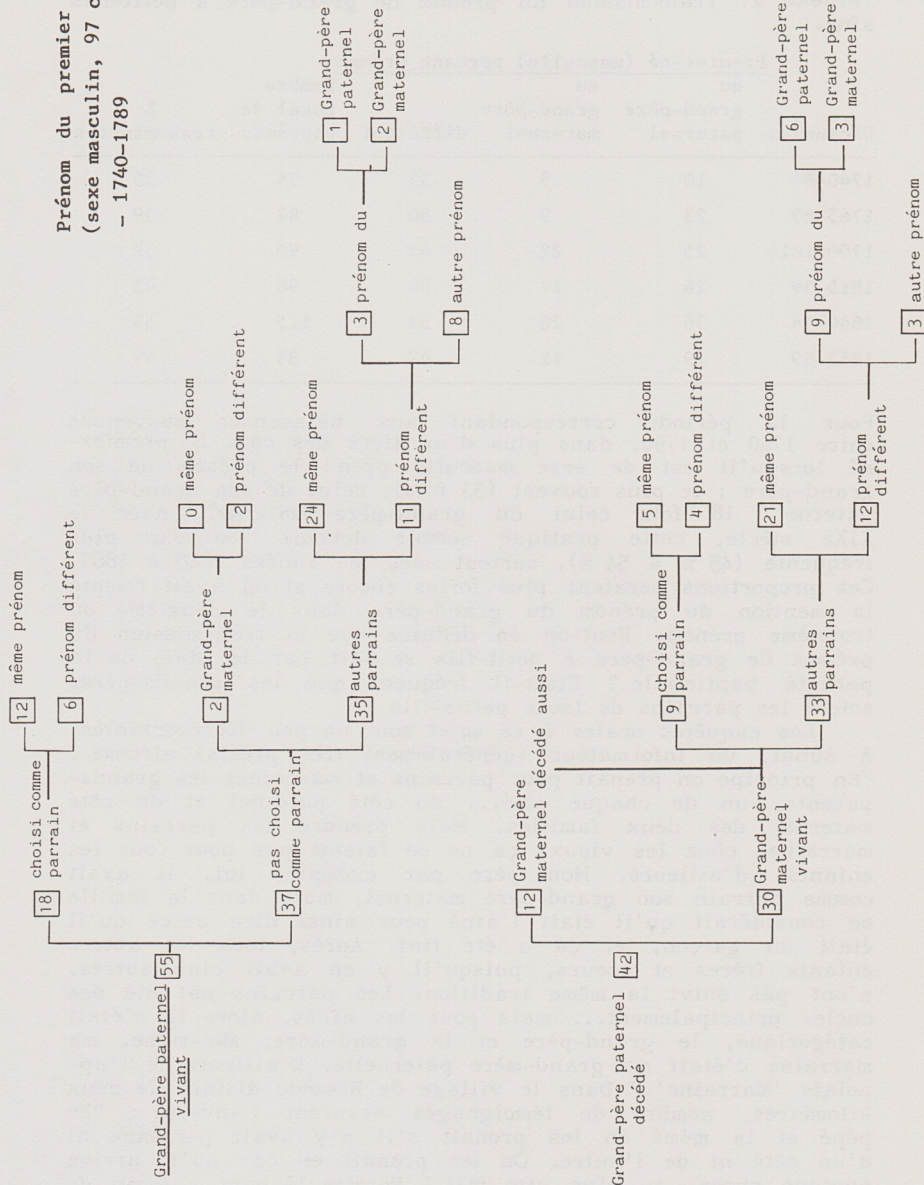 Prénom du premier
(sexe masculin, 97 c
- 1740-1789
Grand-père paternel 55
vivant
18 choisi comme
parrain
12 même prénom
6 prénom différent
37 pas choisi
comme parrain
2 Grand-père
maternel
0 même prénom
2 prénom différent
35 autres
parrains
24 même prénom
11 prénom
différent
3 prénom du
1 Grand-père
paternel
2 Grand-père
maternel
8 autre prénom
Grand-père paternel 42
décédé
12 Grand-père
maternel décédé aussi
30 Grand-père
maternel
vivant
9 choisi comme
parrain
5 même prénom
4 prénom différent
33 autres
parrains
21 même prénom
12 prénom
différent
9 prénom du
6 Grand-père
paternel
3 Grand-père
maternel
3 autre prénom